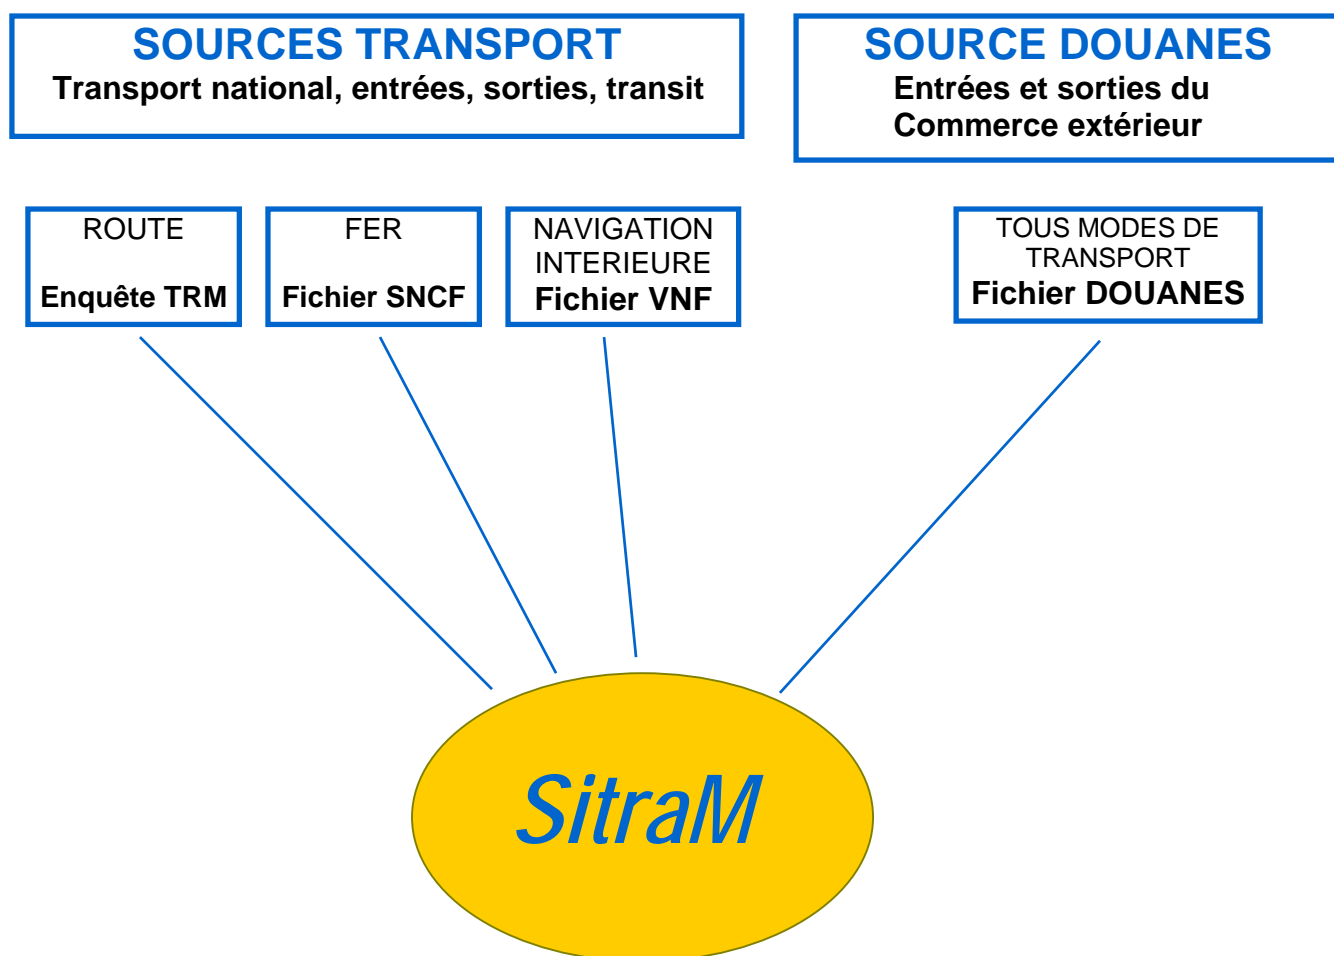 SOURCES TRANSPORT
Transport national, entrées, sorties, transit
SOURCE DOUANES
Entrées et sorties du
Commerce extérieur
ROUTE
Enquête TRM
FER
Fichier SNCF
NAVIGATION
INTERIEURE
Fichier VNF
TOUS MODES DE
TRANSPORT
Fichier DOUANES
SitraM